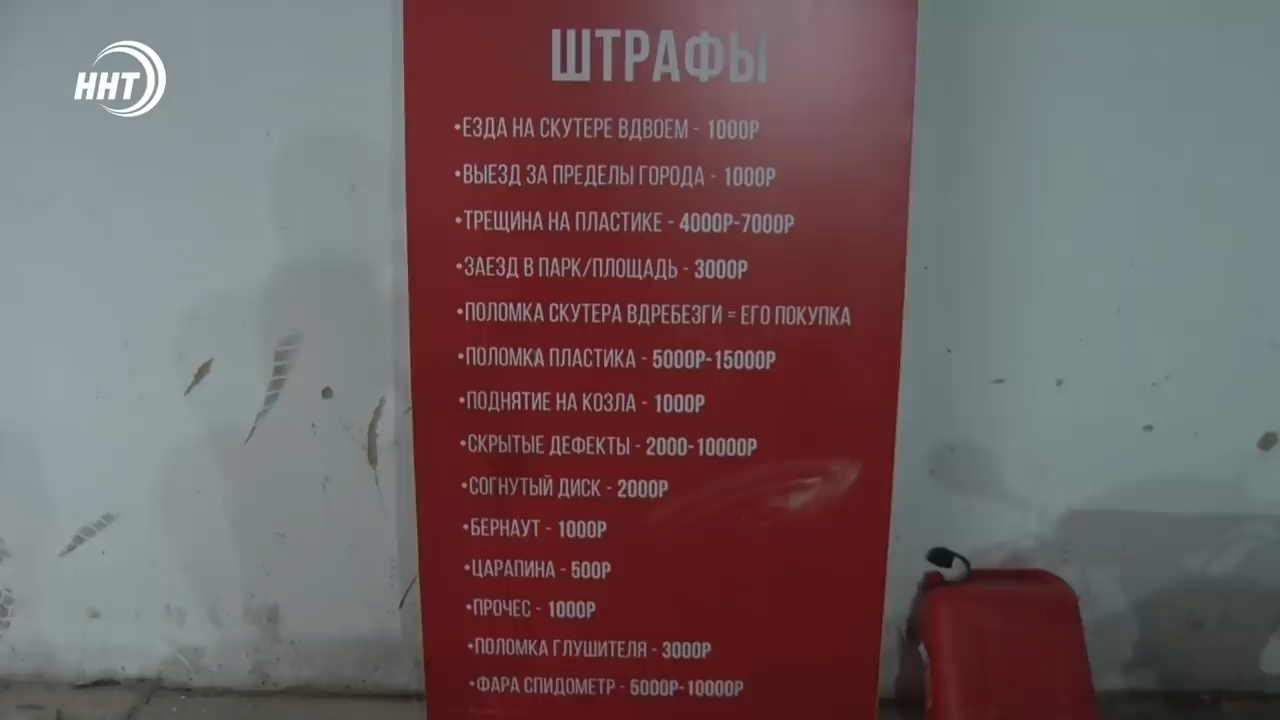 ННТ
ШТРАФЫ
•ЕЗДА НА СКУТЕРЕ ВДВОЕМ - 1000Р
•ВЫЕЗД ЗА ПРЕДЕЛЫ ГОРОДА - 1000Р
•ТРЕЩИНА НА ПЛАСТИКЕ - 4000Р-7000Р
•ЗАЕЗД В ПАРК/ПЛОЩАДЬ - 3000Р
•ПОЛОМКА СКУТЕРА ВДРЕБЕЗГИ = ЕГО ПОКУПКА
•ПОЛОМКА ПЛАСТИКА - 5000Р-15000Р
•ПОДНЯТИЕ НА КОЗЛА - 1000Р
•СКРЫТЫЕ ДЕФЕКТЫ - 2000-10000Р
•СОГНУТЫЙ ДИСК - 2000Р
•БЕРНАУТ - 1000Р
•ЦАРАПИНА - 500Р
•ПРОЧЕС - 1000Р
•ПОЛОМКА ГЛУШИТЕЛЯ - 3000Р
•ФАРА СПИДОМЕТР - 5000Р-10000Р